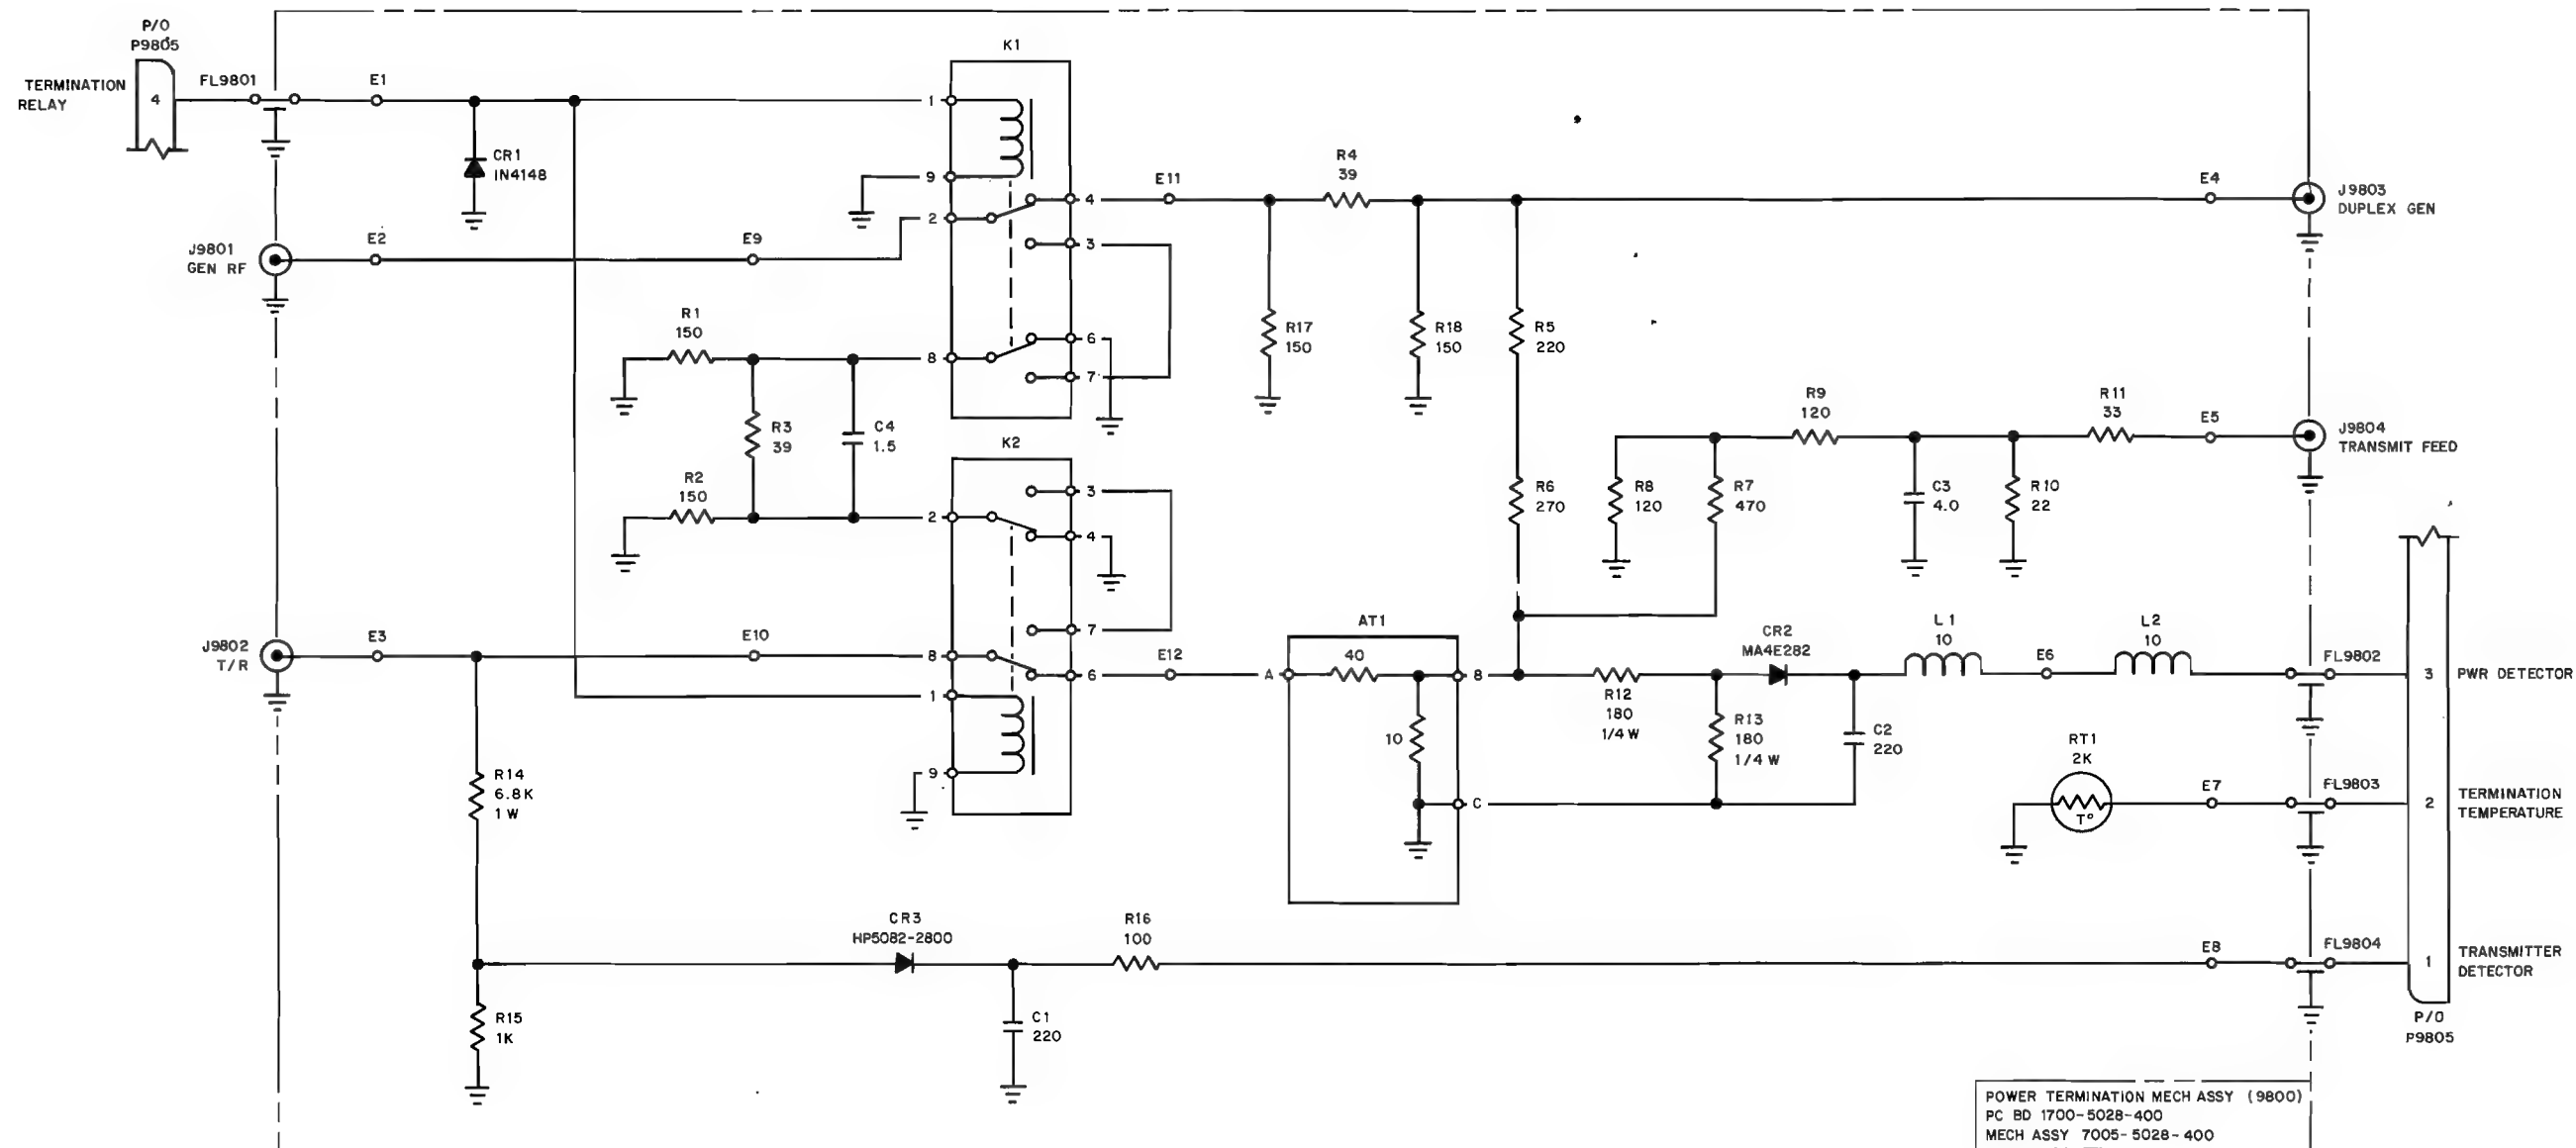 P/O
P9805
TERMINATION
RELAY
4
FL9801
E1
CR1
1N4148
K1
1
9
2
8
4
3
6
7
J9801
GEN RF
E2
E9
E11
R4
39
R17
150
R18
150
R5
220
E4
J9803
DUPLEX GEN
R1
150
R3
39
C4
1.5
R2
150
K2
2
8
1
9
3
4
7
6
R6
270
R8
120
R7
470
R9
120
C3
4.0
R10
22
R11
33
E5
J9804
TRANSMIT FEED
J9802
T/R
E3
E10
E12
AT1
A
40
10
B
C
R12
180
1/4 W
CR2
MA4E282
R13
180
1/4 W
C2
220
L1
10
E6
L2
10
FL9802
3
PWR DETECTOR
RT1
2K
T°
E7
FL9803
2
TERMINATION
TEMPERATURE
R14
6.8K
1 W
R15
1K
CR3
HP5082-2800
C1
220
R16
100
E8
FL9804
1
TRANSMITTER
DETECTOR
P/O
P9805
POWER TERMINATION MECH ASSY (9800)
PC BD 1700-5028-400
MECH ASSY 7005-5028-400